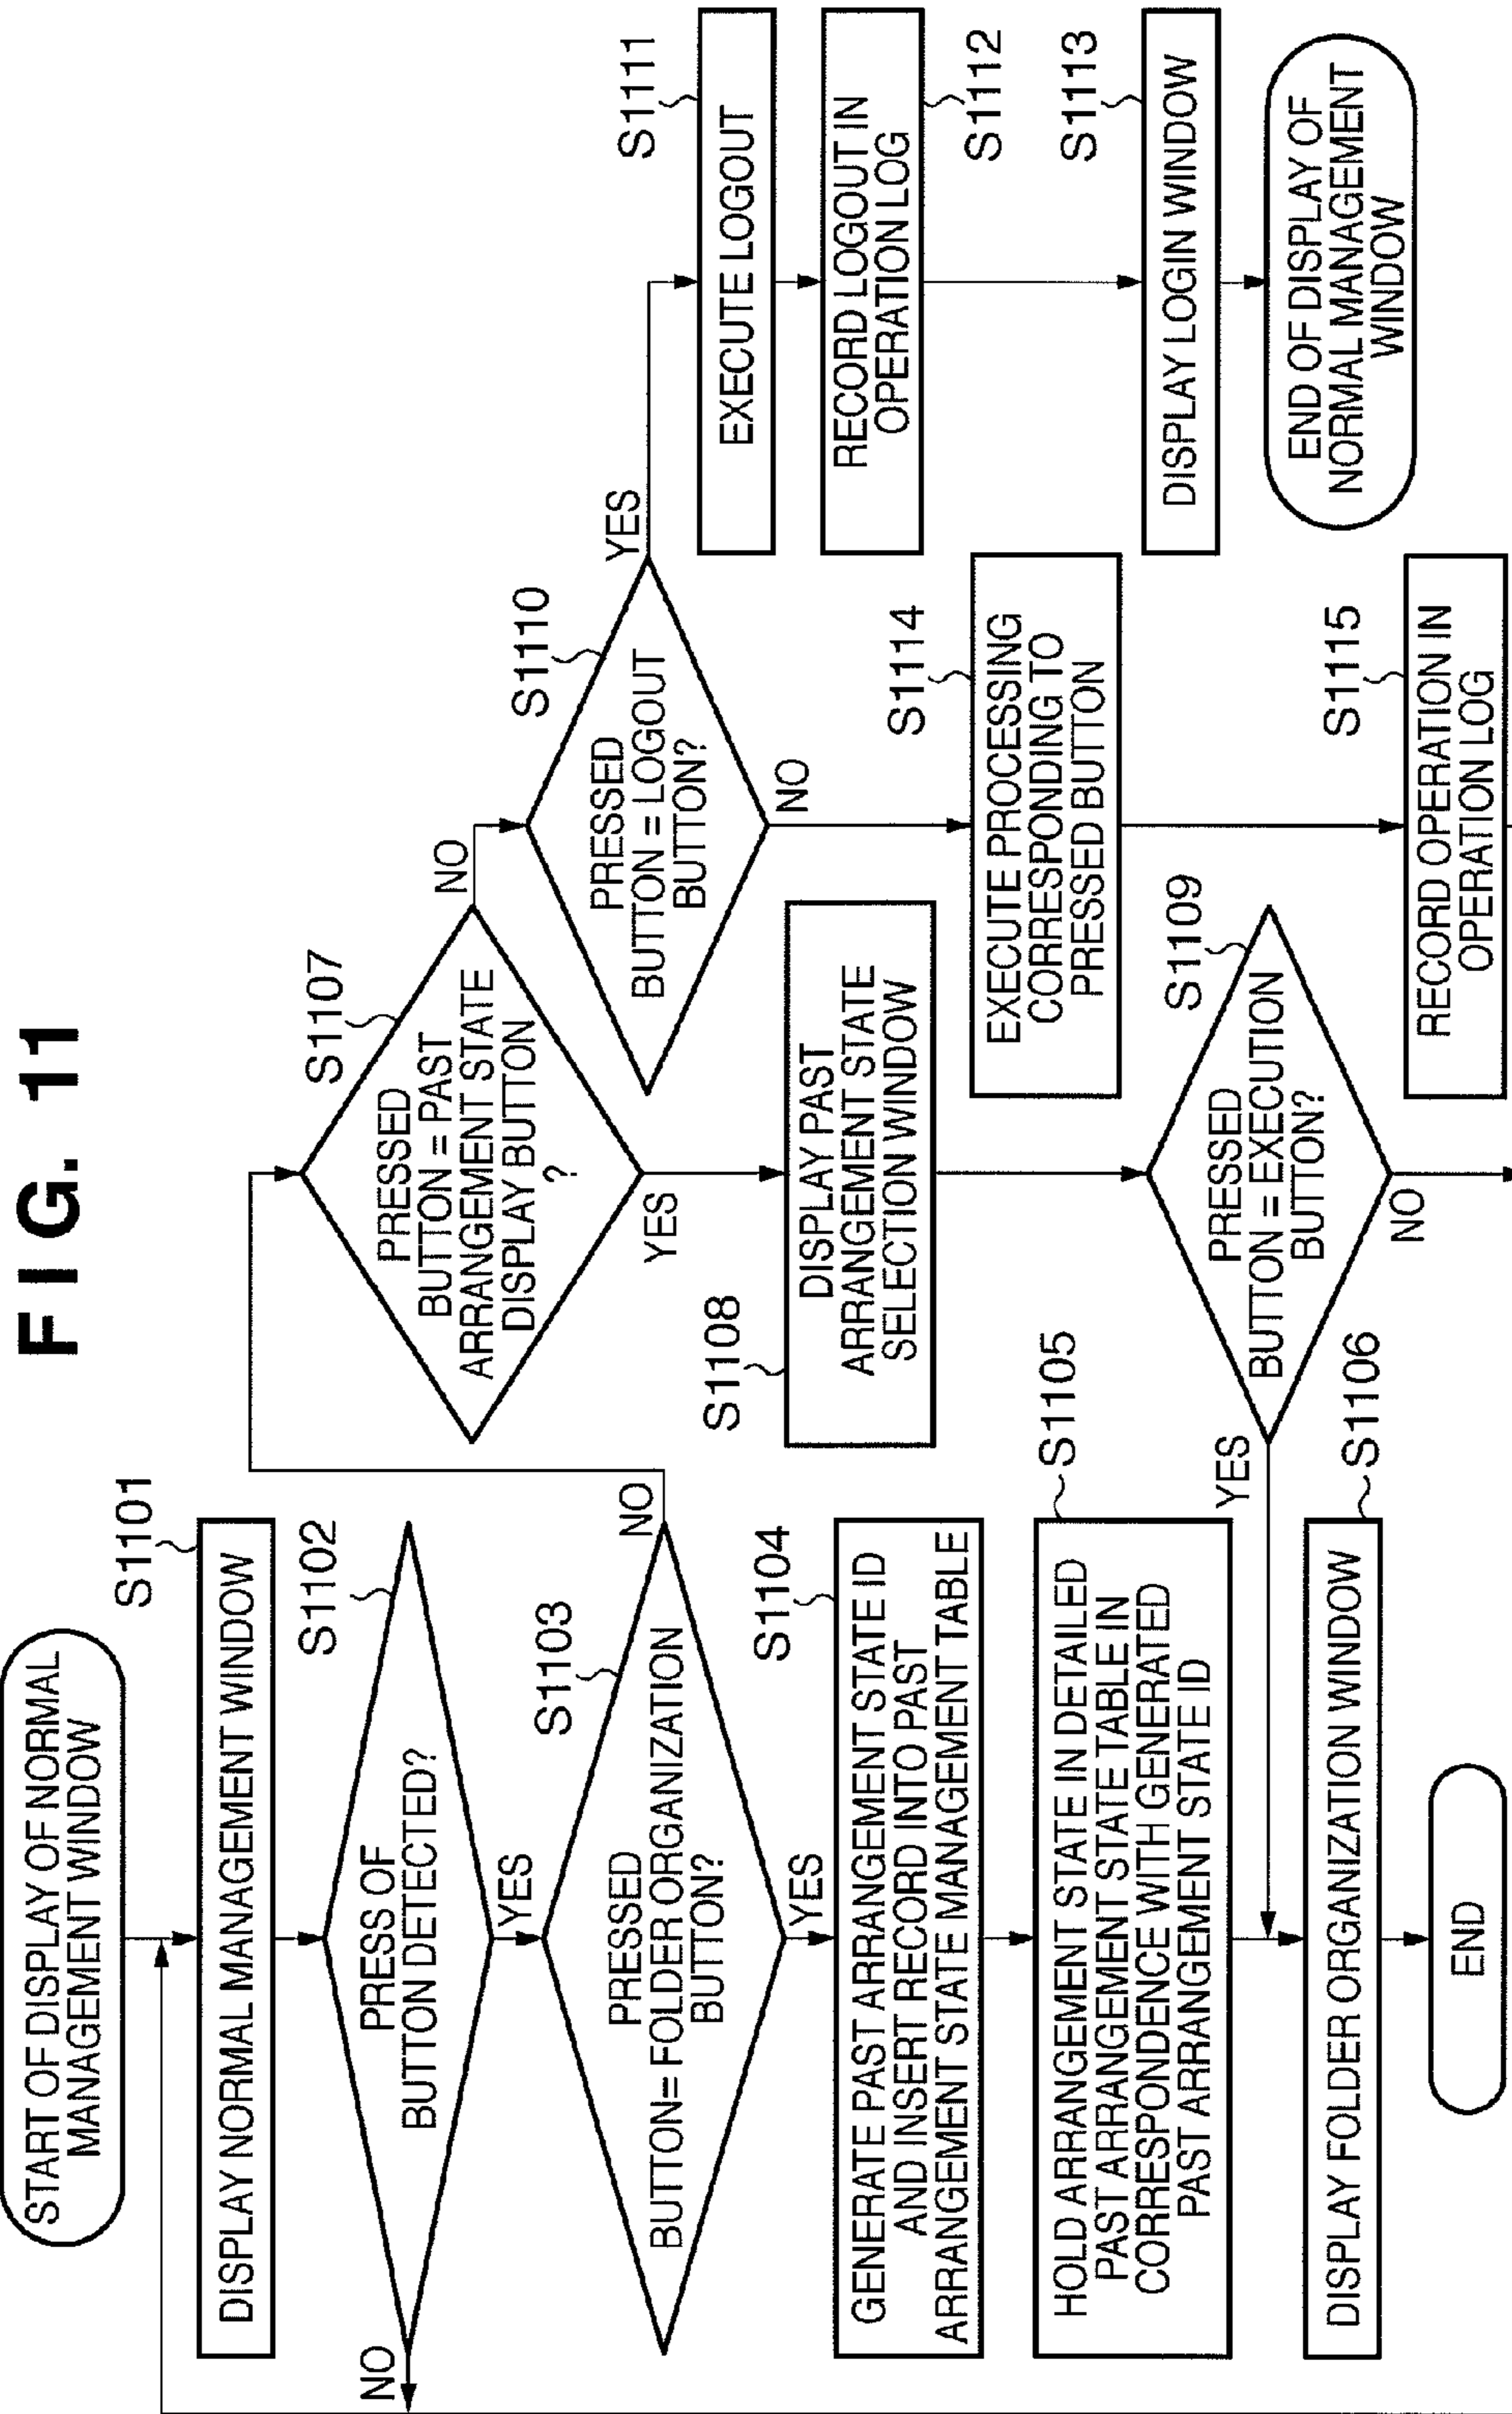 FIG. 11
START OF DISPLAY OF NORMAL
MANAGEMENT WINDOW
S1101
DISPLAY NORMAL MANAGEMENT WINDOW
S1102
PRESS OF
BUTTON DETECTED?
NO
YES
S1103
PRESSED
BUTTON= FOLDER ORGANIZATION
BUTTON?
NO
YES
S1104
GENERATE PAST ARRANGEMENT STATE ID
AND INSERT RECORD INTO PAST
ARRANGEMENT STATE MANAGEMENT TABLE
S1105
HOLD ARRANGEMENT STATE IN DETAILED
PAST ARRANGEMENT STATE TABLE IN
CORRESPONDENCE WITH GENERATED
PAST ARRANGEMENT STATE ID
S1106
DISPLAY FOLDER ORGANIZATION WINDOW
END
S1107
PRESSED
BUTTON = PAST
ARRANGEMENT STATE
DISPLAY BUTTON
?
NO
YES
S1108
DISPLAY PAST
ARRANGEMENT STATE
SELECTION WINDOW
S1109
PRESSED
BUTTON = EXECUTION
BUTTON?
YES
NO
S1110
PRESSED
BUTTON = LOGOUT
BUTTON?
YES
NO
S1114
EXECUTE PROCESSING
CORRESPONDING TO
PRESSED BUTTON
S1115
RECORD OPERATION IN
OPERATION LOG
S1111
EXECUTE LOGOUT
RECORD LOGOUT IN
OPERATION LOG
S1112
S1113
DISPLAY LOGIN WINDOW
END OF DISPLAY OF
NORMAL MANAGEMENT
WINDOW